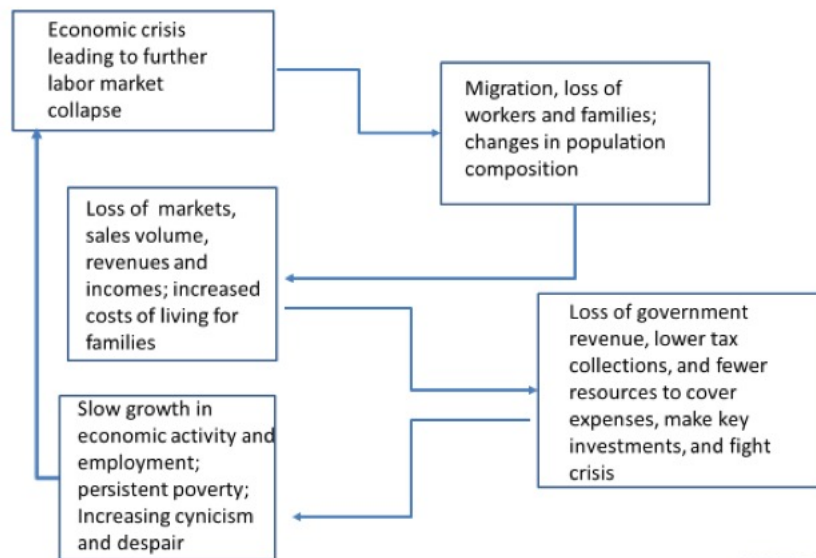 Economic crisis
leading to further
labor market
collapse
Migration, loss of
workers and families;
changes in population
composition
Loss of markets,
sales volume,
revenues and
incomes; increased
costs of living for
families
Loss of government
revenue, lower tax
collections, and fewer
resources to cover
expenses, make key
investments, and fight
crisis
Slow growth in
economic activity and
employment;
persistent poverty;
Increasing cynicism
and despair